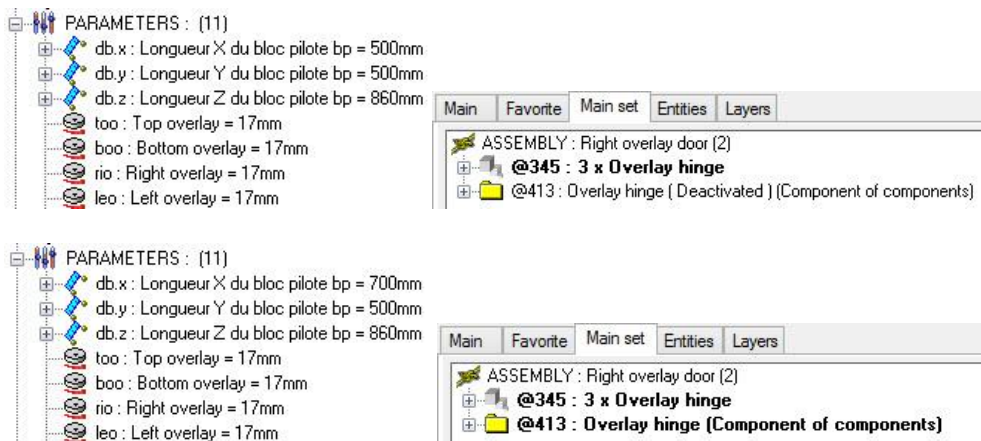 PARAMETERS : (11)
db.x : Longueur X du bloc pilote bp = 500mm
db.y : Longueur Y du bloc pilote bp = 500mm
db.z : Longueur Z du bloc pilote bp = 860mm
too : Top overlay = 17mm
boo : Bottom overlay = 17mm
rio : Right overlay = 17mm
leo : Left overlay = 17mm
Main Favorite Main set Entities Layers
ASSEMBLY : Right overlay door (2)
@345 : 3 x Overlay hinge
@413 : Overlay hinge ( Deactivated ) (Component of components)
PARAMETERS : (11)
db.x : Longueur X du bloc pilote bp = 700mm
db.y : Longueur Y du bloc pilote bp = 500mm
db.z : Longueur Z du bloc pilote bp = 860mm
too : Top overlay = 17mm
boo : Bottom overlay = 17mm
rio : Right overlay = 17mm
leo : Left overlay = 17mm
Main Favorite Main set Entities Layers
ASSEMBLY : Right overlay door (2)
@345 : 3 x Overlay hinge
@413 : Overlay hinge (Component of components)